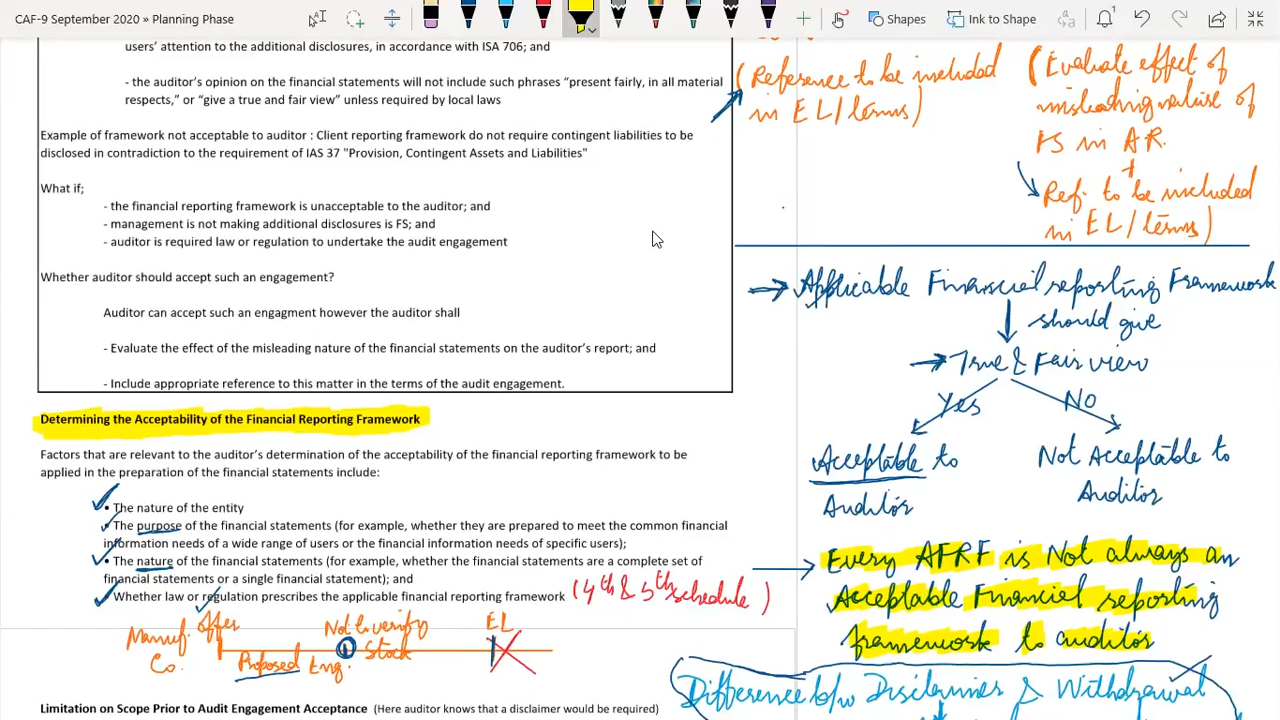 CAF-9 September 2020 » Planning Phase
Shapes
Ink to Shape
users' attention to the additional disclosures, in accordance with ISA 706; and
- the auditor's opinion on the financial statements will not include such phrases "present fairly, in all material
respects," or "give a true and fair view" unless required by local laws
Example of framework not acceptable to auditor : Client reporting framework do not require contingent liabilities to be
disclosed in contradiction to the requirement of IAS 37 "Provision, Contingent Assets and Liabilities"
What if;
- the financial reporting framework is unacceptable to the auditor; and
- management is not making additional disclosures is FS; and
- auditor is required law or regulation to undertake the audit engagement
Whether auditor should accept such an engagement?
Auditor can accept such an engagment however the auditor shall
- Evaluate the effect of the misleading nature of the financial statements on the auditor's report; and
- Include appropriate reference to this matter in the terms of the audit engagement.
Determining the Acceptability of the Financial Reporting Framework
Factors that are relevant to the auditor's determination of the acceptability of the financial reporting framework to be
applied in the preparation of the financial statements include:
• The nature of the entity
• The purpose of the financial statements (for example, whether they are prepared to meet the common financial
information needs of a wide range of users or the financial information needs of specific users);
• The nature of the financial statements (for example, whether the financial statements are a complete set of
financial statements or a single financial statement); and
• Whether law or regulation prescribes the applicable financial reporting framework
(4th & 5th schedule)
Manuf. Co.
offer
Proposed Eng.
Not to verify
Stock
EL
Limitation on Scope Prior to Audit Engagement Acceptance (Here auditor knows that a disclaimer would be required)
(Reference to be included
in EL/terms)
(Evaluate effect of
misleading nature of
FS in AR.
+
Ref. to be included
in EL/terms)
Applicable Financial reporting Framework
should give
True & Fair view
Yes
NO
Acceptable to
Auditor
Not Acceptable to
Auditor
Every AFRF is Not always an
Acceptable Financial reporting
framework to auditor
Difference b/w Disclaimer & Withdrawal